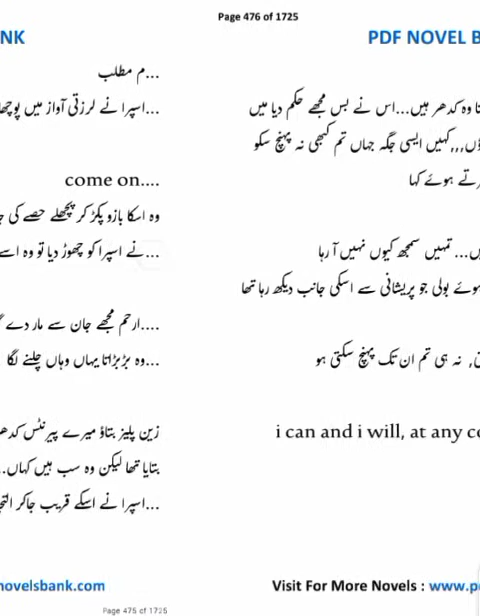 Page 476 of 1725
NK
م مطلب...
اسپرا نے لرزتی آواز میں پوچھا...
come on....
وہ اسکا بازو پکڑ کر پچھلے حصے کی
نے اسپرا کو چھوڑ دیا تو وہ اسے...
ارحم مجھے جان سے مار دے....
وہ بڑبڑاتا یہاں وہاں چلنے لگا...
زین پلیز بتاؤ میرے پیرنٹس کدھر
بتایا تھا لیکن وہ سب ہیں کہاں..
اسپرا نے اسکے قریب جاکر...
novelsbank.com
Page 475 of 1725
PDF NOVEL B
وہ کدھر ہیں...اس نے بس مجھے حکم دیا میں
کہیں ایسی جگہ جہاں تم کبھی نہ پہنچ سکو
ہوئے کہا
تمہیں سمجھ کیوں نہیں آ رہا
ہوئے بولی جو پریشانی سے اسکی جانب دیکھ رہا تھا
نہ ہی تم ان تک پہنچ سکتی ہو
i can and i will, at any co
Visit For More Novels : www.p